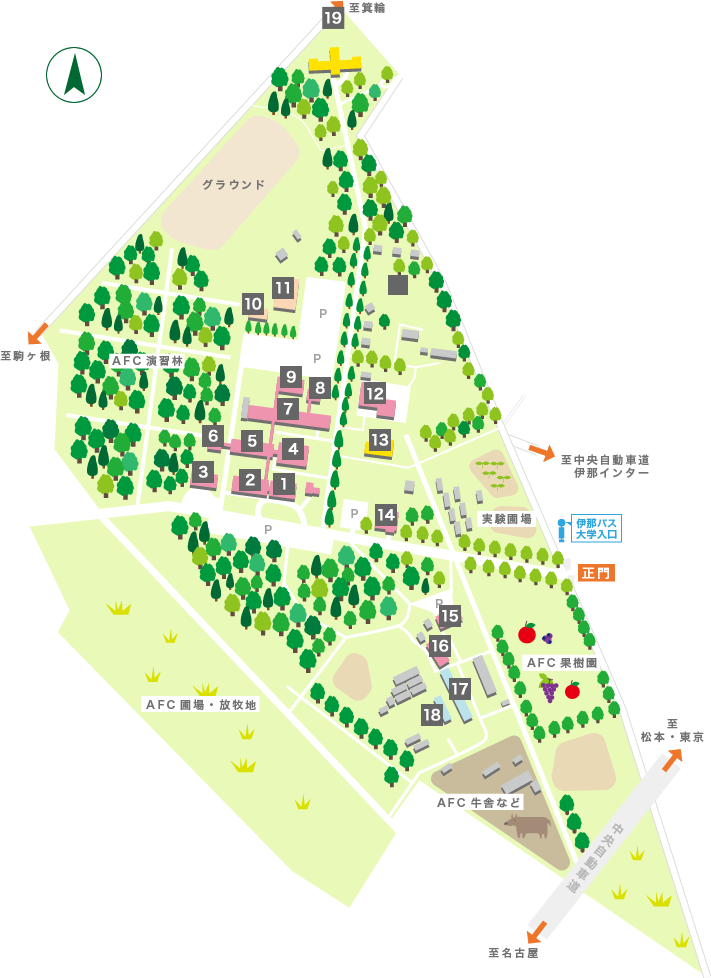 19
至箕輪
グラウンド
11
10
P
至駒ヶ根
AFC演習林
P
9
8
7
12
6
5
4
13
3
2
1
至中央自動車道
伊那インター
P
14
実験圃場
P
伊那バス
大学入口
正門
P
15
16
AFC果樹園
17
18
AFC圃場・放牧地
至
松本・東京
AFC牛舎など
中央自動車道
至名古屋